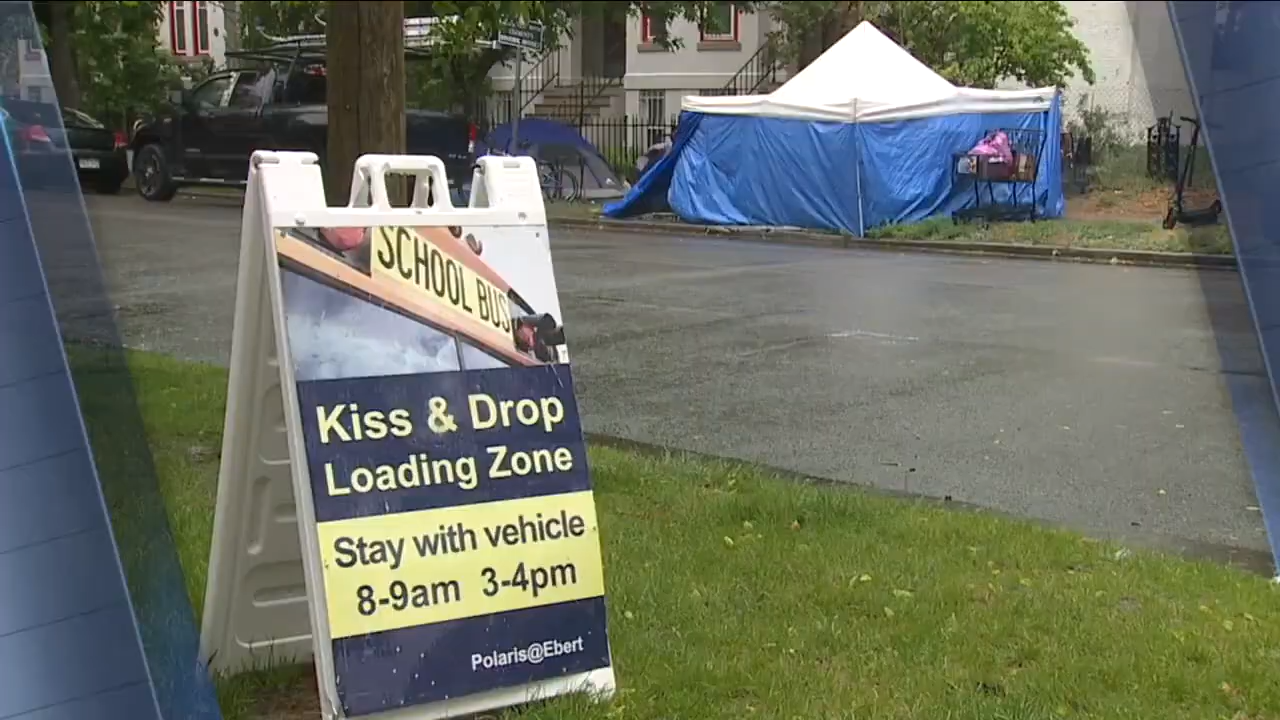 SCHOOL BUS
Kiss & Drop
Loading Zone
Stay with vehicle
8-9am 3-4pm
Polaris@Ebert